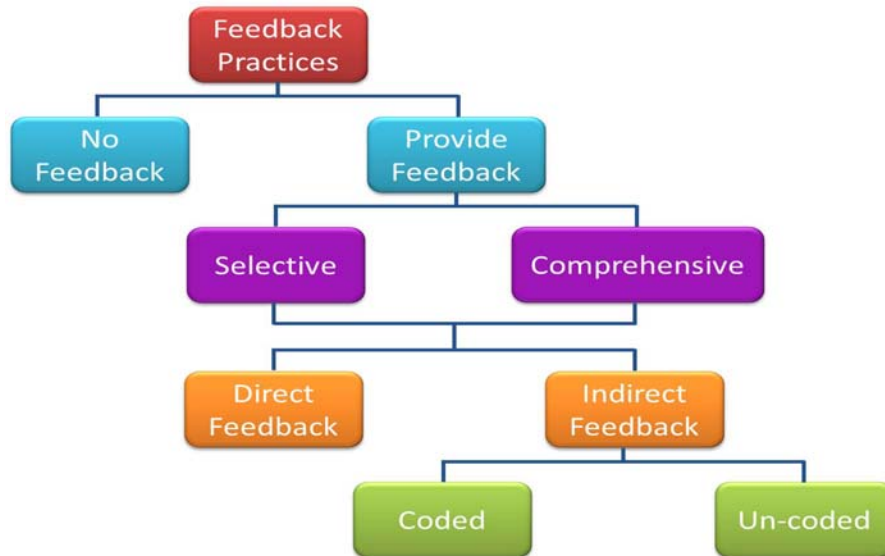 Feedback
Practices
No
Feedback
Provide
Feedback
Selective
Comprehensive
Direct
Feedback
Indirect
Feedback
Coded
Un-coded